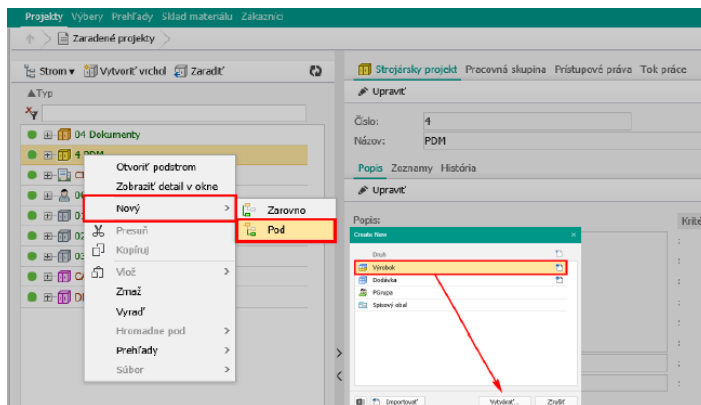 Projekty Výbery Prehľady Sklad materiálu Zákazníci
Zaradené projekty
Strom Vytvoriť vrchol Zaradiť
Typ
04 Dokumenty
4 PDM
Otvoriť podstrom
Zobraziť detail v okne
Nový
Presuň
Kopíruj
Vlož
Zmaž
Vyraď
Hromadne pod
Prehľady
Súbor
Zarovno
Pod
Strojársky projekt Pracovná skupina Prístupové práva Tok práce
Upraviť
Číslo: 4
Názov: PDM
Popis Zoznamy História
Upraviť
Popis:
Create New
Druh
Výrobok
Dodávka
PGrupa
Spisový obal
Importovať Vytvoriť... Zrušiť